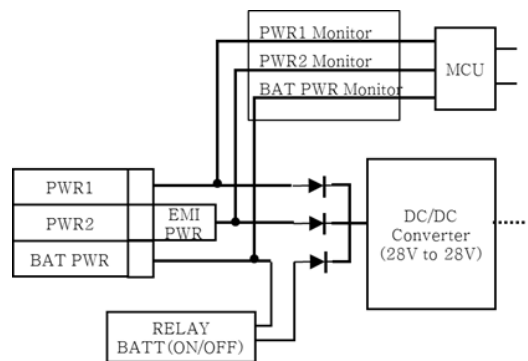 PWR1 Monitor
PWR2 Monitor
BAT PWR Monitor
MCU
PWR1
PWR2
EMI
PWR
BAT PWR
DC/DC
Converter
(28V to 28V)
RELAY
BATT(ON/OFF)